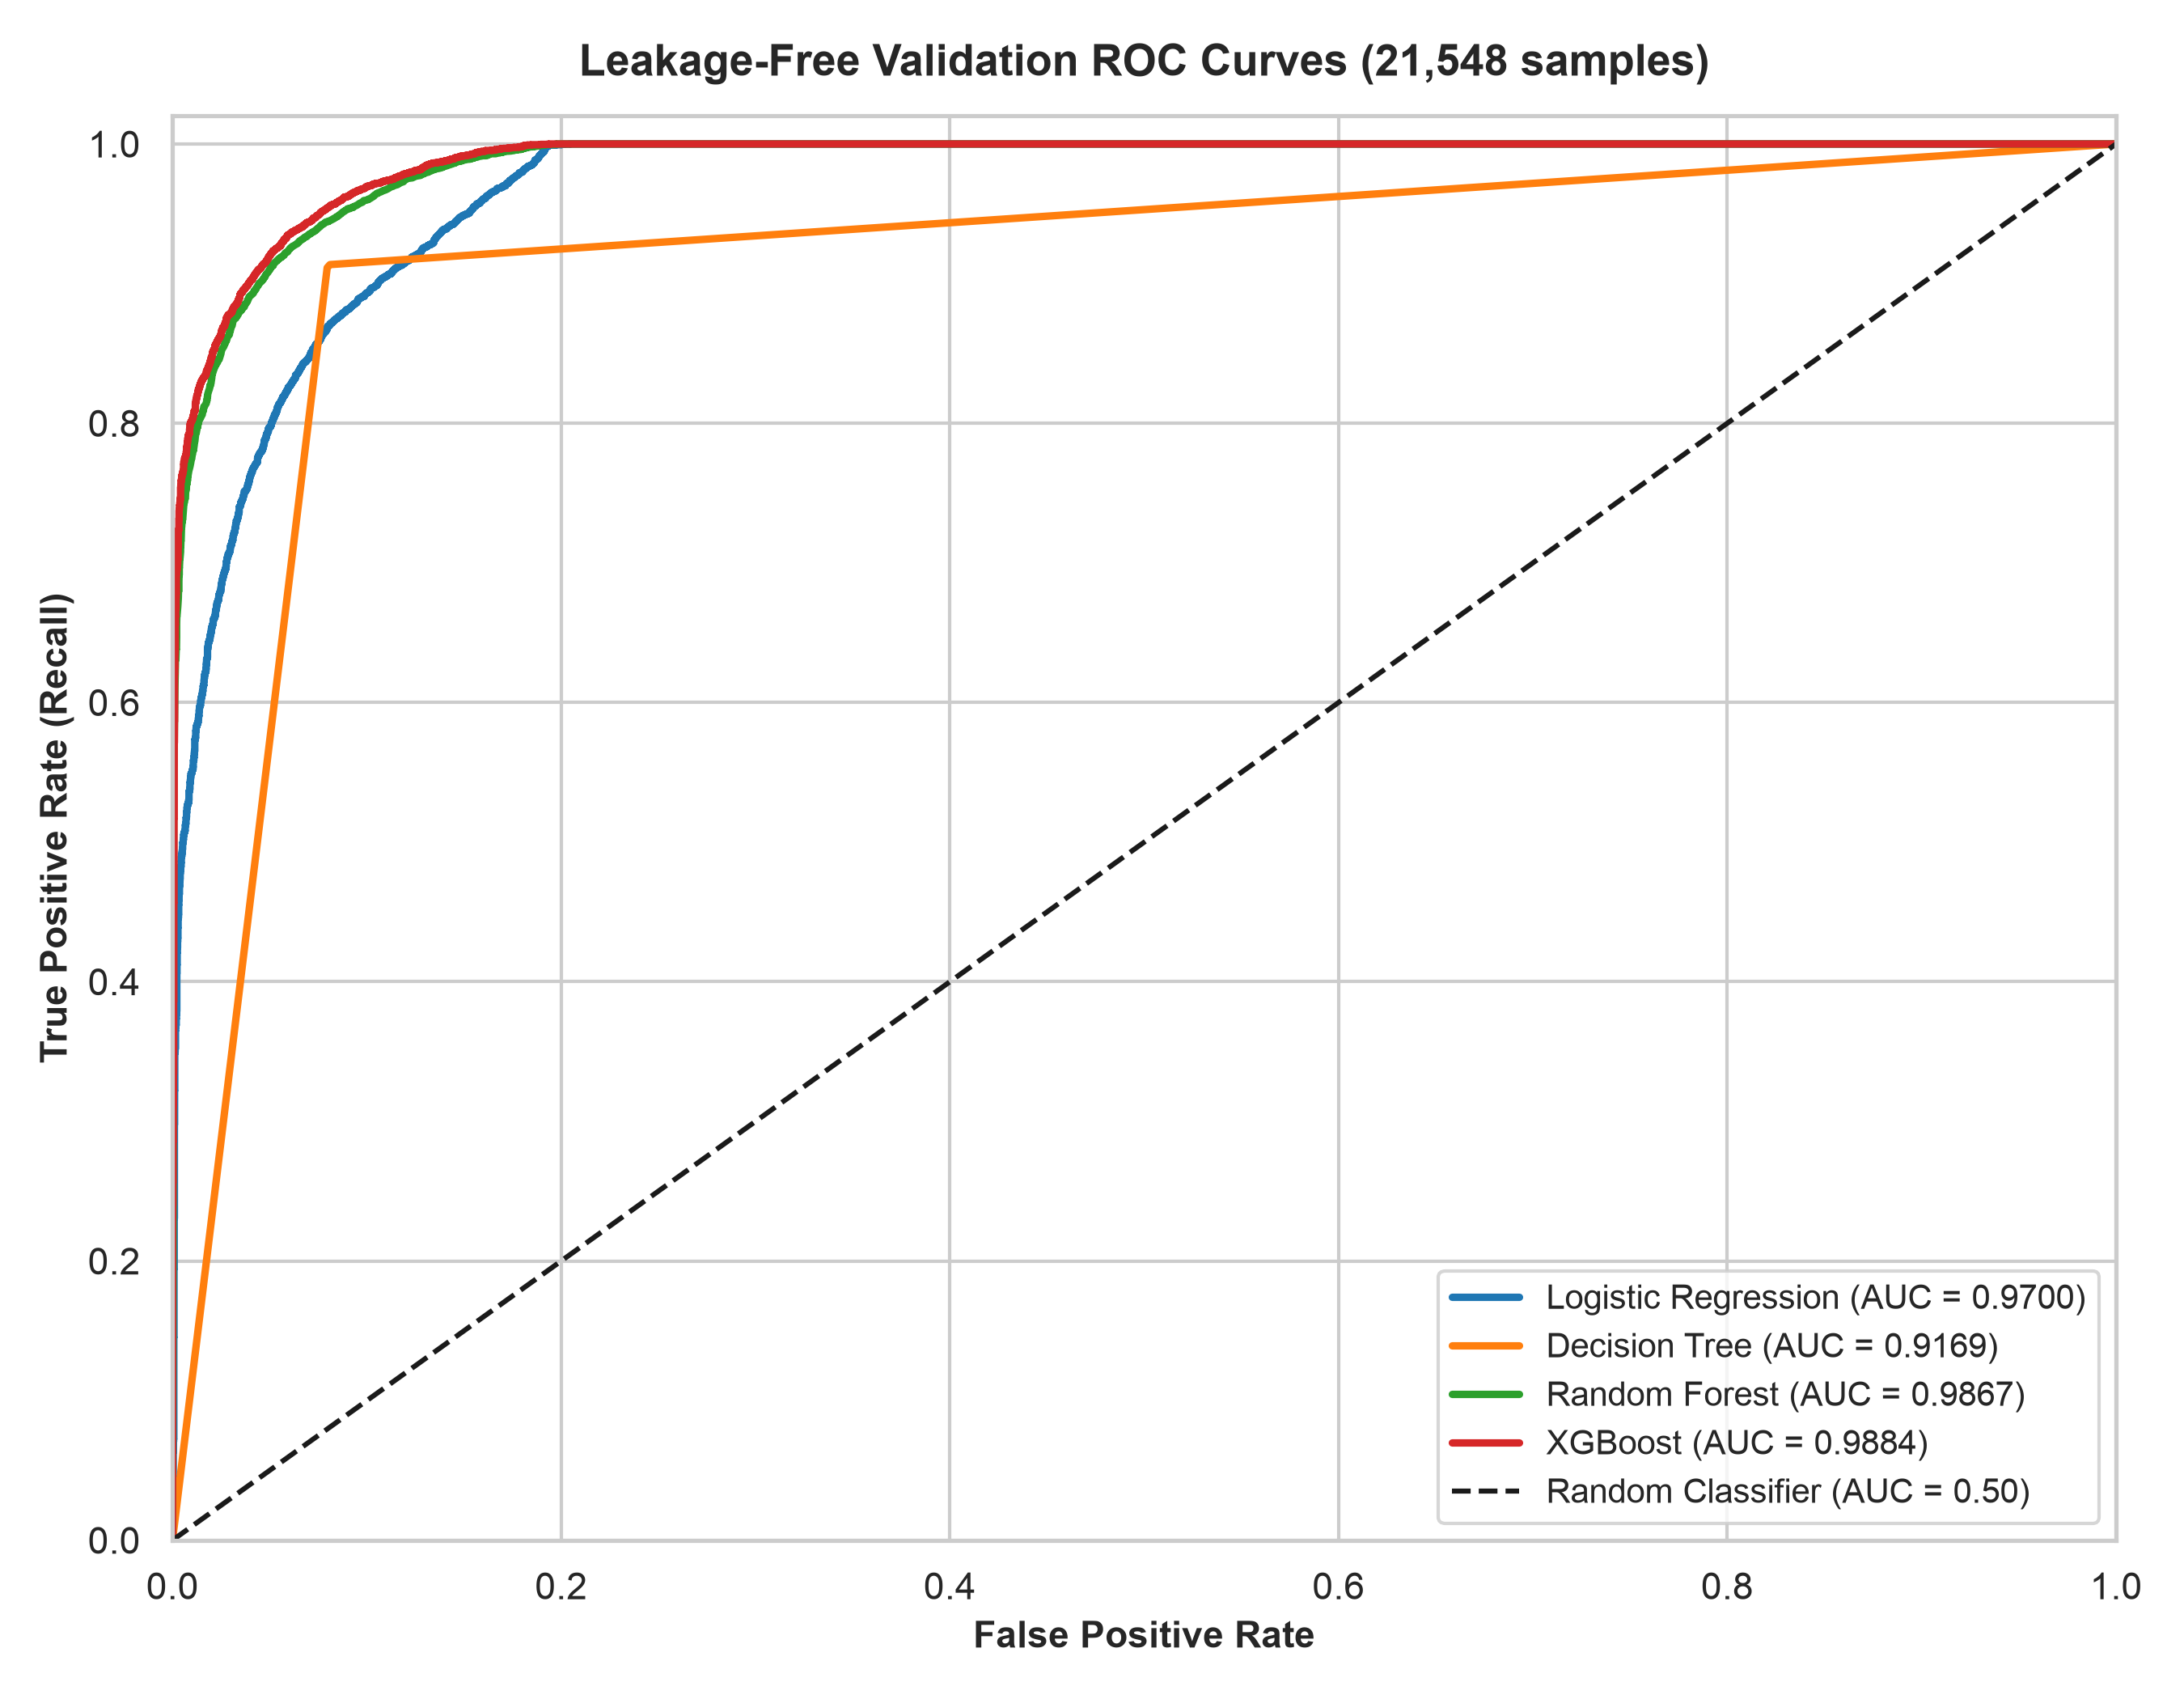 Leakage-Free Validation ROC Curves (21,548 samples)
True Positive Rate (Recall)
1.0
0.8
0.6
0.4
0.2
0.0
0.0
0.2
0.4
0.6
0.8
1.0
False Positive Rate
Logistic Regression (AUC = 0.9700)
Decision Tree (AUC = 0.9169)
Random Forest (AUC = 0.9867)
XGBoost (AUC = 0.9884)
Random Classifier (AUC = 0.50)